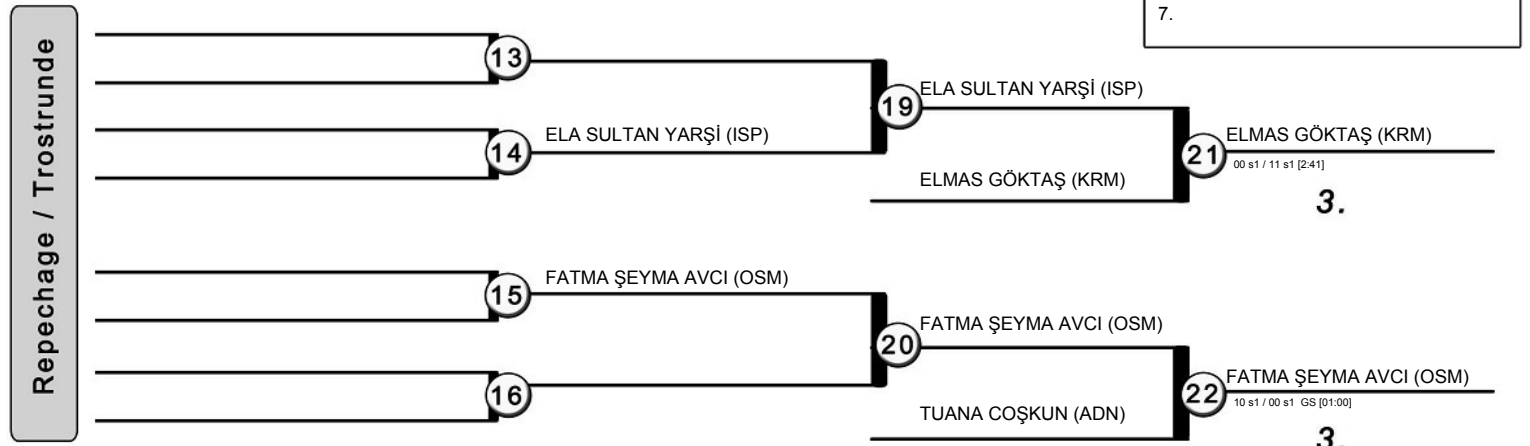 7.
Repechage / Trostrunde
13
19
ELA SULTAN YARŞİ (ISP)
14
ELA SULTAN YARŞİ (ISP)
21
ELMAS GÖKTAŞ (KRM)
00 s1 / 11 s1 [2:41]
ELMAS GÖKTAŞ (KRM)
3.
15
FATMA ŞEYMA AVCI (OSM)
20
FATMA ŞEYMA AVCI (OSM)
16
22
FATMA ŞEYMA AVCI (OSM)
10 s1 / 00 s1 GS [01:00]
TUANA COŞKUN (ADN)
3.